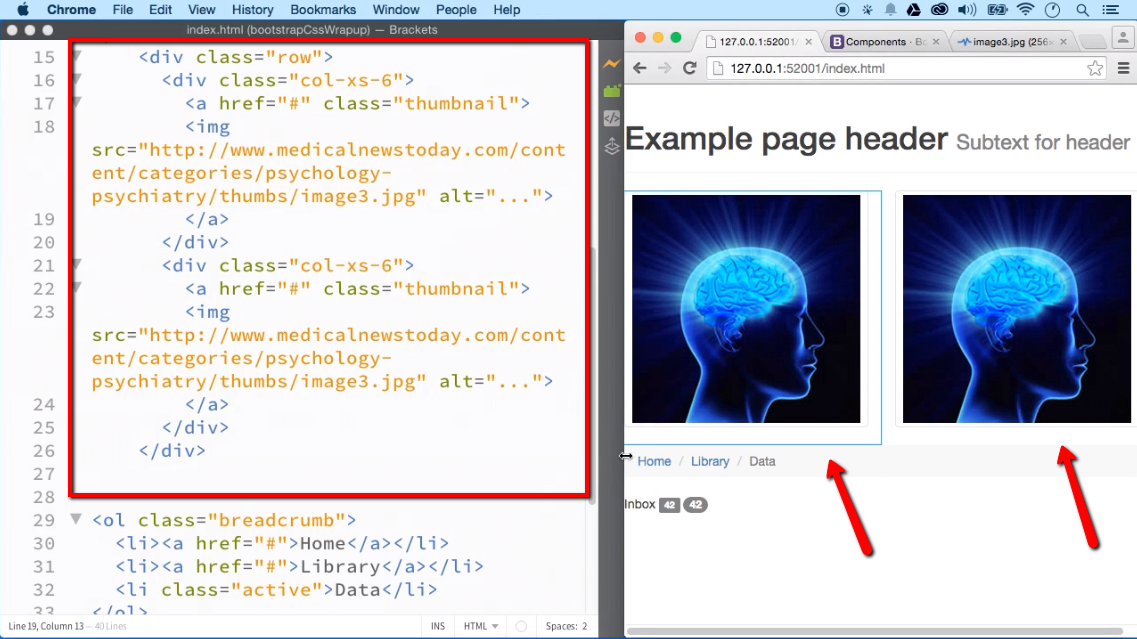 Chrome File Edit View History Bookmarks Window People Help
index.html (bootstrapCssWrapup) — Brackets
15 <div class="row">
16 <div class="col-xs-6">
17 <a href="#" class="thumbnail">
18 <img
src="http://www.medicalnewstoday.com/cont
ent/categories/psychology-
psychiatry/thumbs/image3.jpg" alt="...">
19 </a>
20 </div>
21 <div class="col-xs-6">
22 <a href="#" class="thumbnail">
23 <img
src="http://www.medicalnewstoday.com/cont
ent/categories/psychology-
psychiatry/thumbs/image3.jpg" alt="...">
24 </a>
25 </div>
26 </div>
27
28
29 <ol class="breadcrumb">
30 <li><a href="#">Home</a></li>
31 <li><a href="#">Library</a></li>
32 <li class="active">Data</li>
33 </ol>
Line 19, Column 13 — 40 Lines
INS HTML Spaces: 2
127.0.0.1:52001/ Components · Bo image3.jpg (256×
127.0.0.1:52001/index.html
Example page header Subtext for header
Home / Library / Data
Inbox 42 42